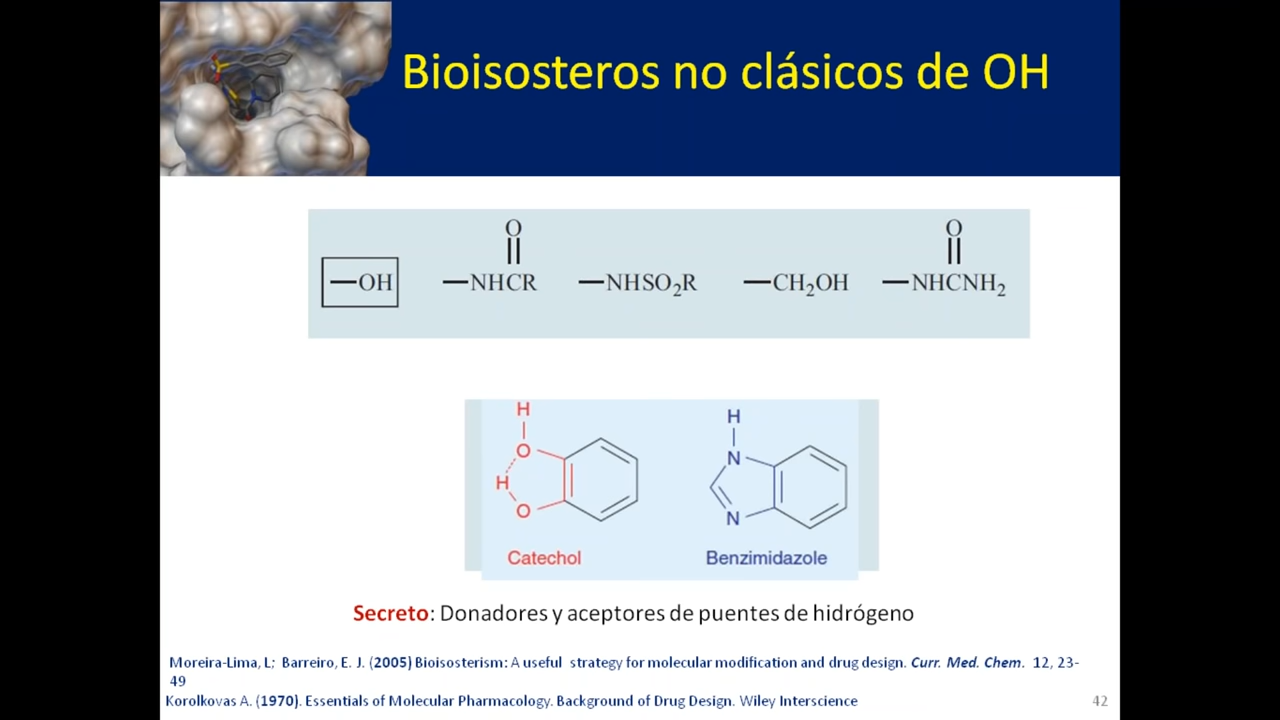 Bioisosteros no clásicos de OH
O O
—OH —NHCR —NHSO₂R —CH₂OH —NHCNH₂
H H
O N
H
O N
Catechol Benzimidazole
Secreto: Donadores y aceptores de puentes de hidrógeno
Moreira-Lima, L; Barreiro, E. J. (2005) Bioisosterism: A useful strategy for molecular modification and drug design. Curr. Med. Chem. 12, 23-
49
Korolkovas A. (1970). Essentials of Molecular Pharmacology. Background of Drug Design. Wiley Interscience
42